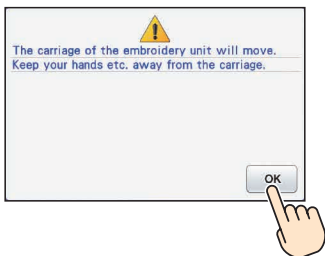 The carriage of the embroidery unit will move.
Keep your hands etc. away from the carriage.
OK